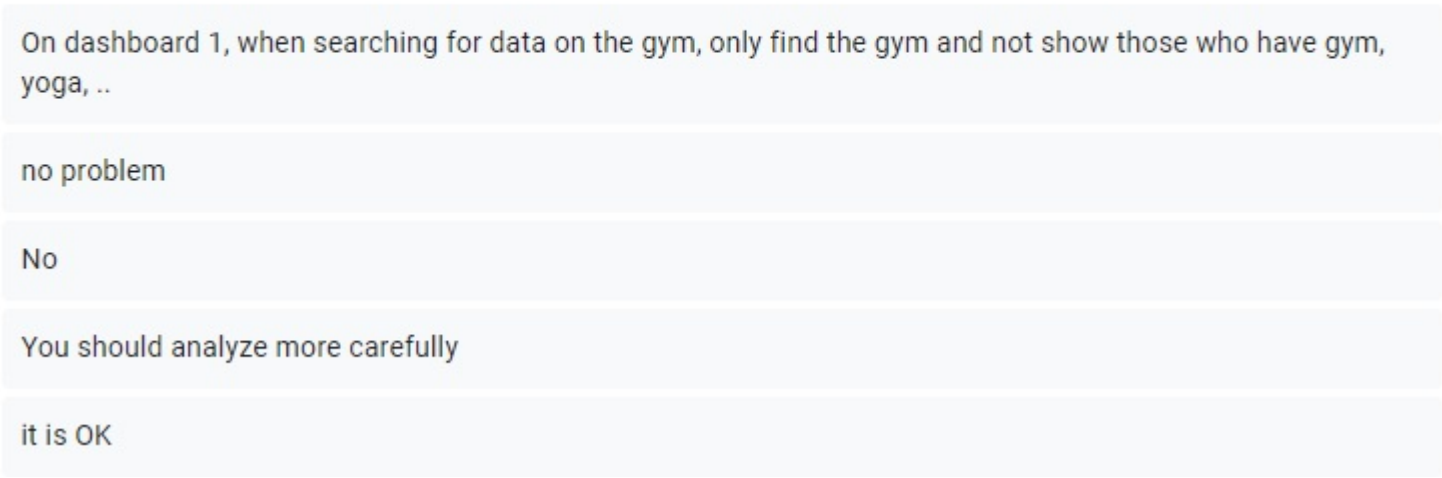 On dashboard 1, when searching for data on the gym, only find the gym and not show those who have gym,
yoga, ..
no problem
No
You should analyze more carefully
it is OK